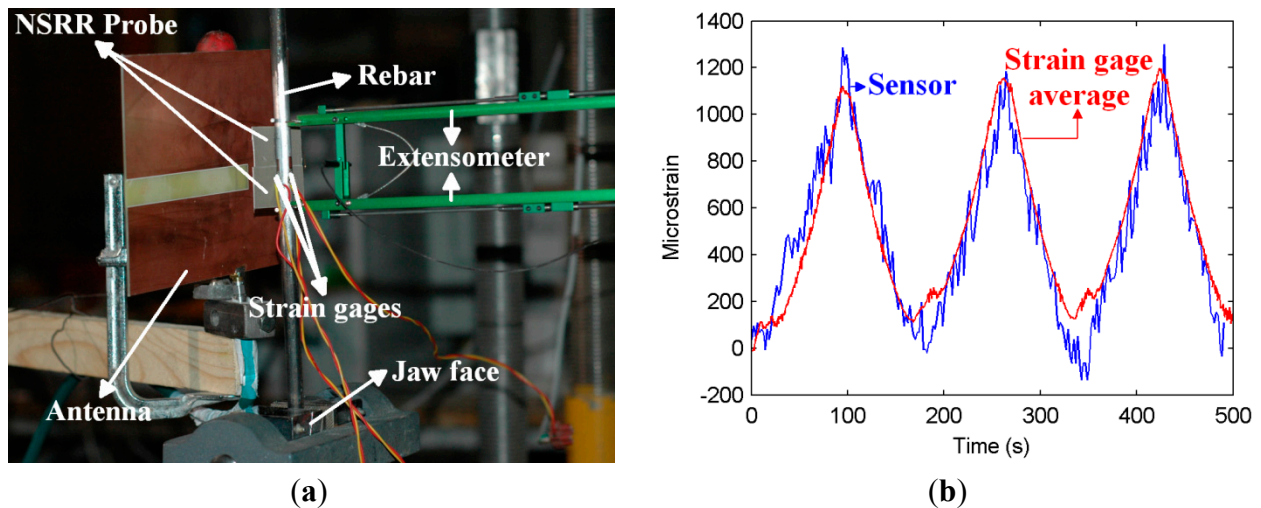 NSRR Probe
Rebar
Extensometer
Strain gages
Jaw face
Antenna
(a)
1400
1200
1000
800
600
400
200
0
-200
Microstrain
Sensor
Strain gage
average
0
100
200
300
400
500
Time (s)
(b)